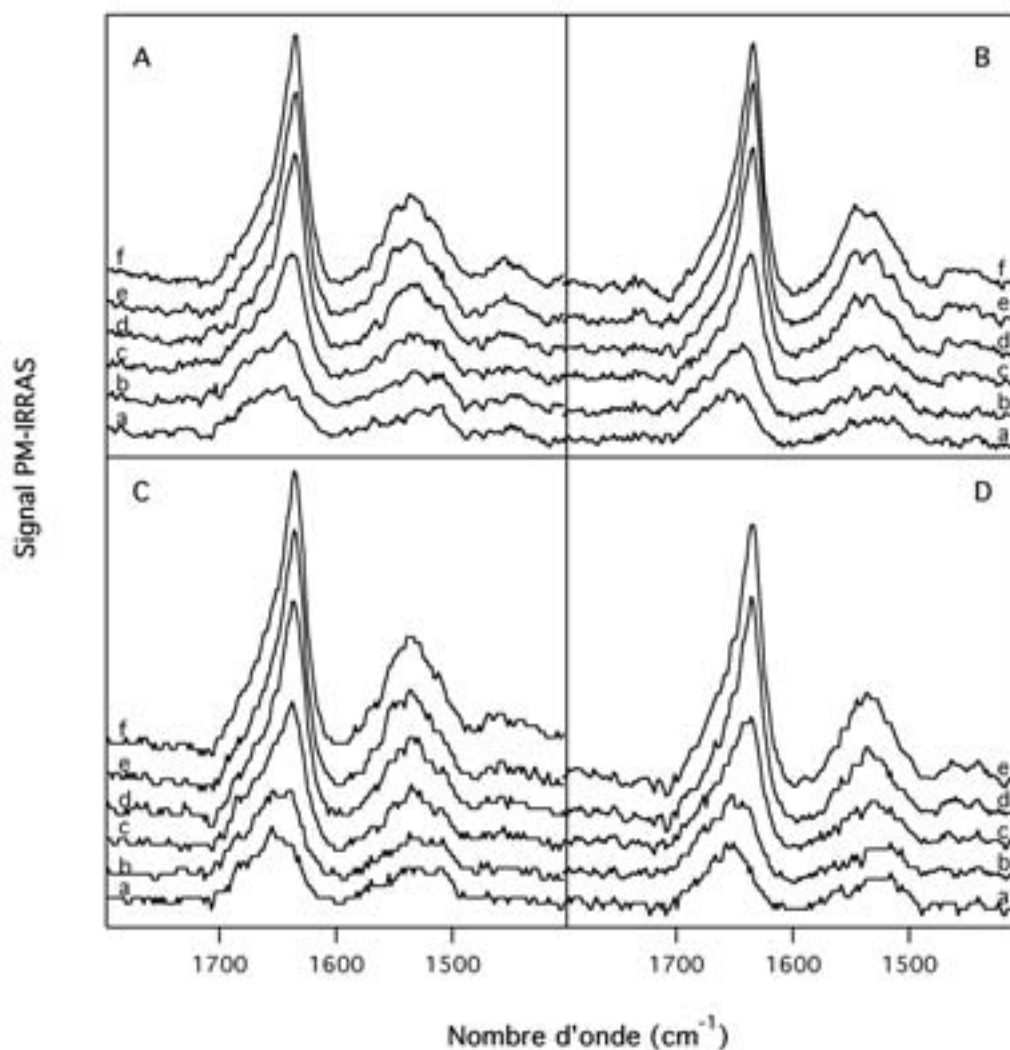 A
B
f
e
d
c
b
a
f
e
d
c
b
a
C
D
f
e
d
c
b
a
e
d
c
b
a
Signal PM-IRRAS
1700 1600 1500 1700 1600 1500
Nombre d'onde (cm⁻¹)